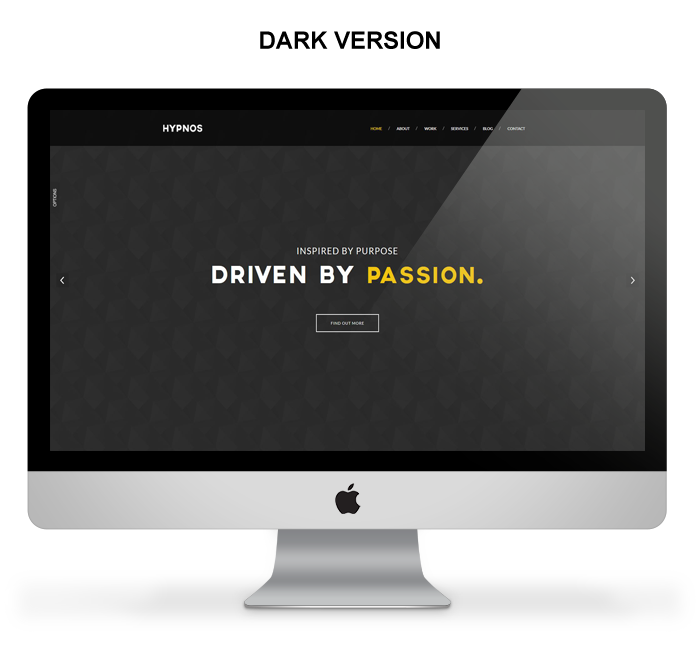 DARK VERSION
HYPNOS
HOME / ABOUT / WORK / SERVICES / BLOG / CONTACT
OPTIONS
INSPIRED BY PURPOSE
DRIVEN BY PASSION.
FIND OUT MORE